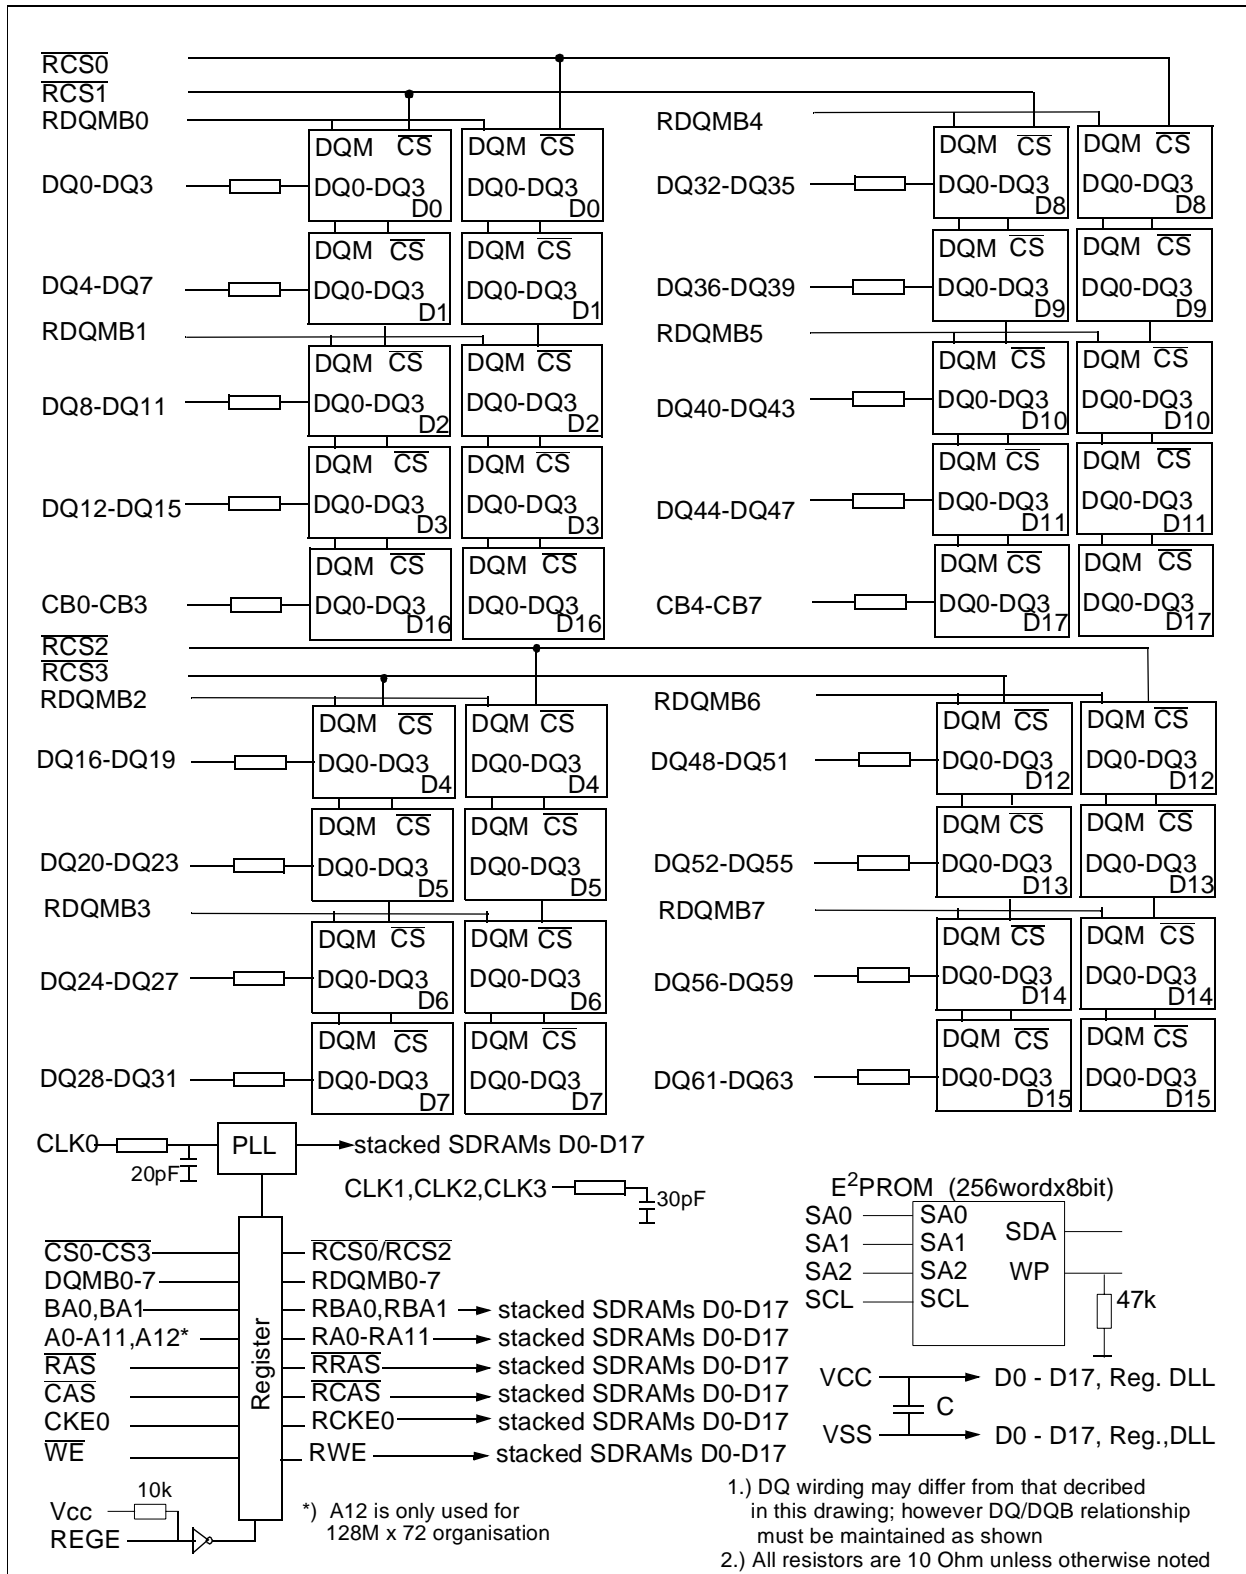 RCS0
RCS1
RDQMB0
DQM CS DQM CS
DQ0-DQ3 DQ0-DQ3 DQ0-DQ3
D0 D0
DQM CS DQM CS
DQ4-DQ7 DQ0-DQ3 DQ0-DQ3
D1 D1
RDQMB1
DQM CS DQM CS
DQ8-DQ11 DQ0-DQ3 DQ0-DQ3
D2 D2
DQM CS DQM CS
DQ12-DQ15 DQ0-DQ3 DQ0-DQ3
D3 D3
DQM CS DQM CS
CB0-CB3 DQ0-DQ3 DQ0-DQ3
D16 D16
RDQMB4
DQM CS DQM CS
DQ32-DQ35 DQ0-DQ3 DQ0-DQ3
D8 D8
DQM CS DQM CS
DQ36-DQ39 DQ0-DQ3 DQ0-DQ3
D9 D9
RDQMB5
DQM CS DQM CS
DQ40-DQ43 DQ0-DQ3 DQ0-DQ3
D10 D10
DQM CS DQM CS
DQ44-DQ47 DQ0-DQ3 DQ0-DQ3
D11 D11
DQM CS DQM CS
CB4-CB7 DQ0-DQ3 DQ0-DQ3
D17 D17
RCS2
RCS3
RDQMB2
DQM CS DQM CS
DQ16-DQ19 DQ0-DQ3 DQ0-DQ3
D4 D4
DQM CS DQM CS
DQ20-DQ23 DQ0-DQ3 DQ0-DQ3
D5 D5
RDQMB3
DQM CS DQM CS
DQ24-DQ27 DQ0-DQ3 DQ0-DQ3
D6 D6
DQM CS DQM CS
DQ28-DQ31 DQ0-DQ3 DQ0-DQ3
D7 D7
RDQMB6
DQM CS DQM CS
DQ48-DQ51 DQ0-DQ3 DQ0-DQ3
D12 D12
DQM CS DQM CS
DQ52-DQ55 DQ0-DQ3 DQ0-DQ3
D13 D13
RDQMB7
DQM CS DQM CS
DQ56-DQ59 DQ0-DQ3 DQ0-DQ3
D14 D14
DQM CS DQM CS
DQ61-DQ63 DQ0-DQ3 DQ0-DQ3
D15 D15
CLK0 PLL stacked SDRAMs D0-D17
20pF
CLK1,CLK2,CLK3 30pF
Register
CS0-CS3 RCS0/RCS2
DQMB0-7 RDQMB0-7
BA0,BA1 RBA0,RBA1 stacked SDRAMs D0-D17
A0-A11,A12* RA0-RA11 stacked SDRAMs D0-D17
RAS RRAS stacked SDRAMs D0-D17
CAS RCAS stacked SDRAMs D0-D17
CKE0 RCKE0 stacked SDRAMs D0-D17
WE RWE stacked SDRAMs D0-D17
10k
Vcc
REGE
*) A12 is only used for
128M x 72 organisation
E2PROM (256wordx8bit)
SA0 SA0
SA1 SA1 SDA
SA2 SA2 WP
SCL SCL
47k
VCC D0 - D17, Reg. DLL
C
VSS D0 - D17, Reg.,DLL
1.) DQ wirding may differ from that decribed
in this drawing; however DQ/DQB relationship
must be maintained as shown
2.) All resistors are 10 Ohm unless otherwise noted